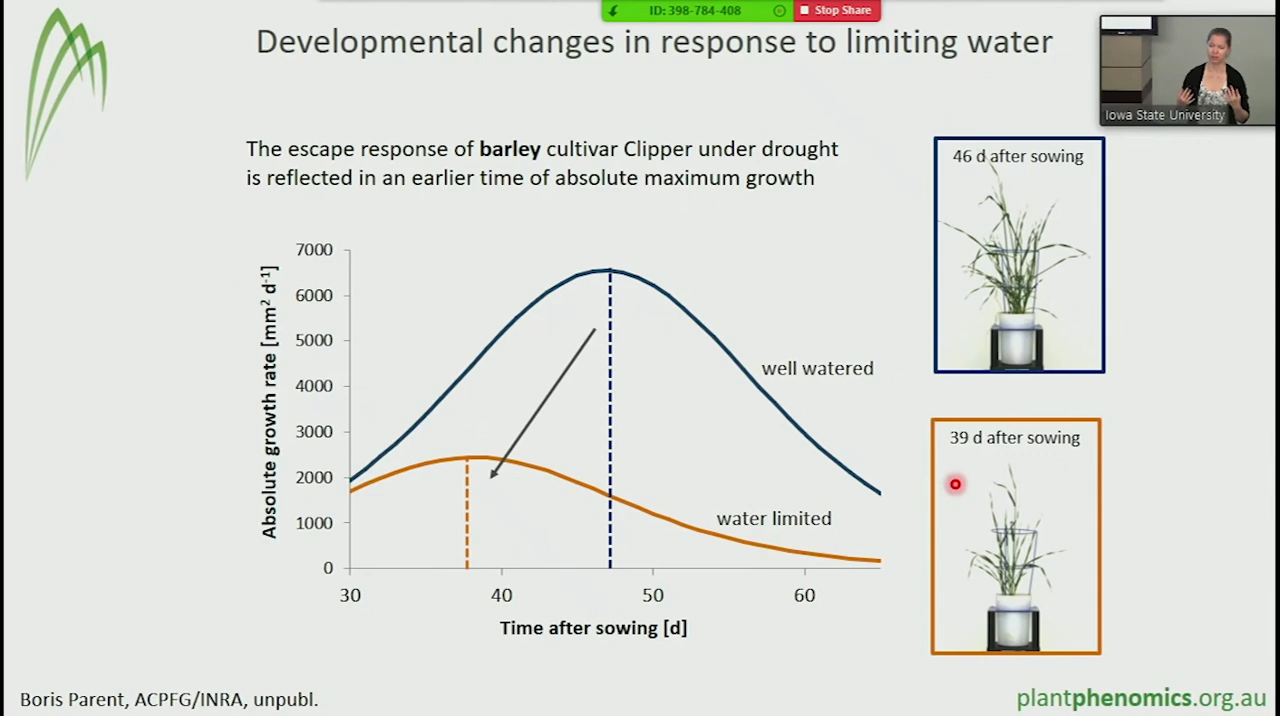 ID: 398-784-408
Stop Share
Developmental changes in response to limiting water
Iowa State University
The escape response of barley cultivar Clipper under drought
is reflected in an earlier time of absolute maximum growth
46 d after sowing
7000
6000
5000
4000
3000
2000
1000
0
Absolute growth rate [mm² d⁻¹]
well watered
water limited
39 d after sowing
30 40 50 60
Time after sowing [d]
Boris Parent, ACPFG/INRA, unpubl.
plantphenomics.org.au